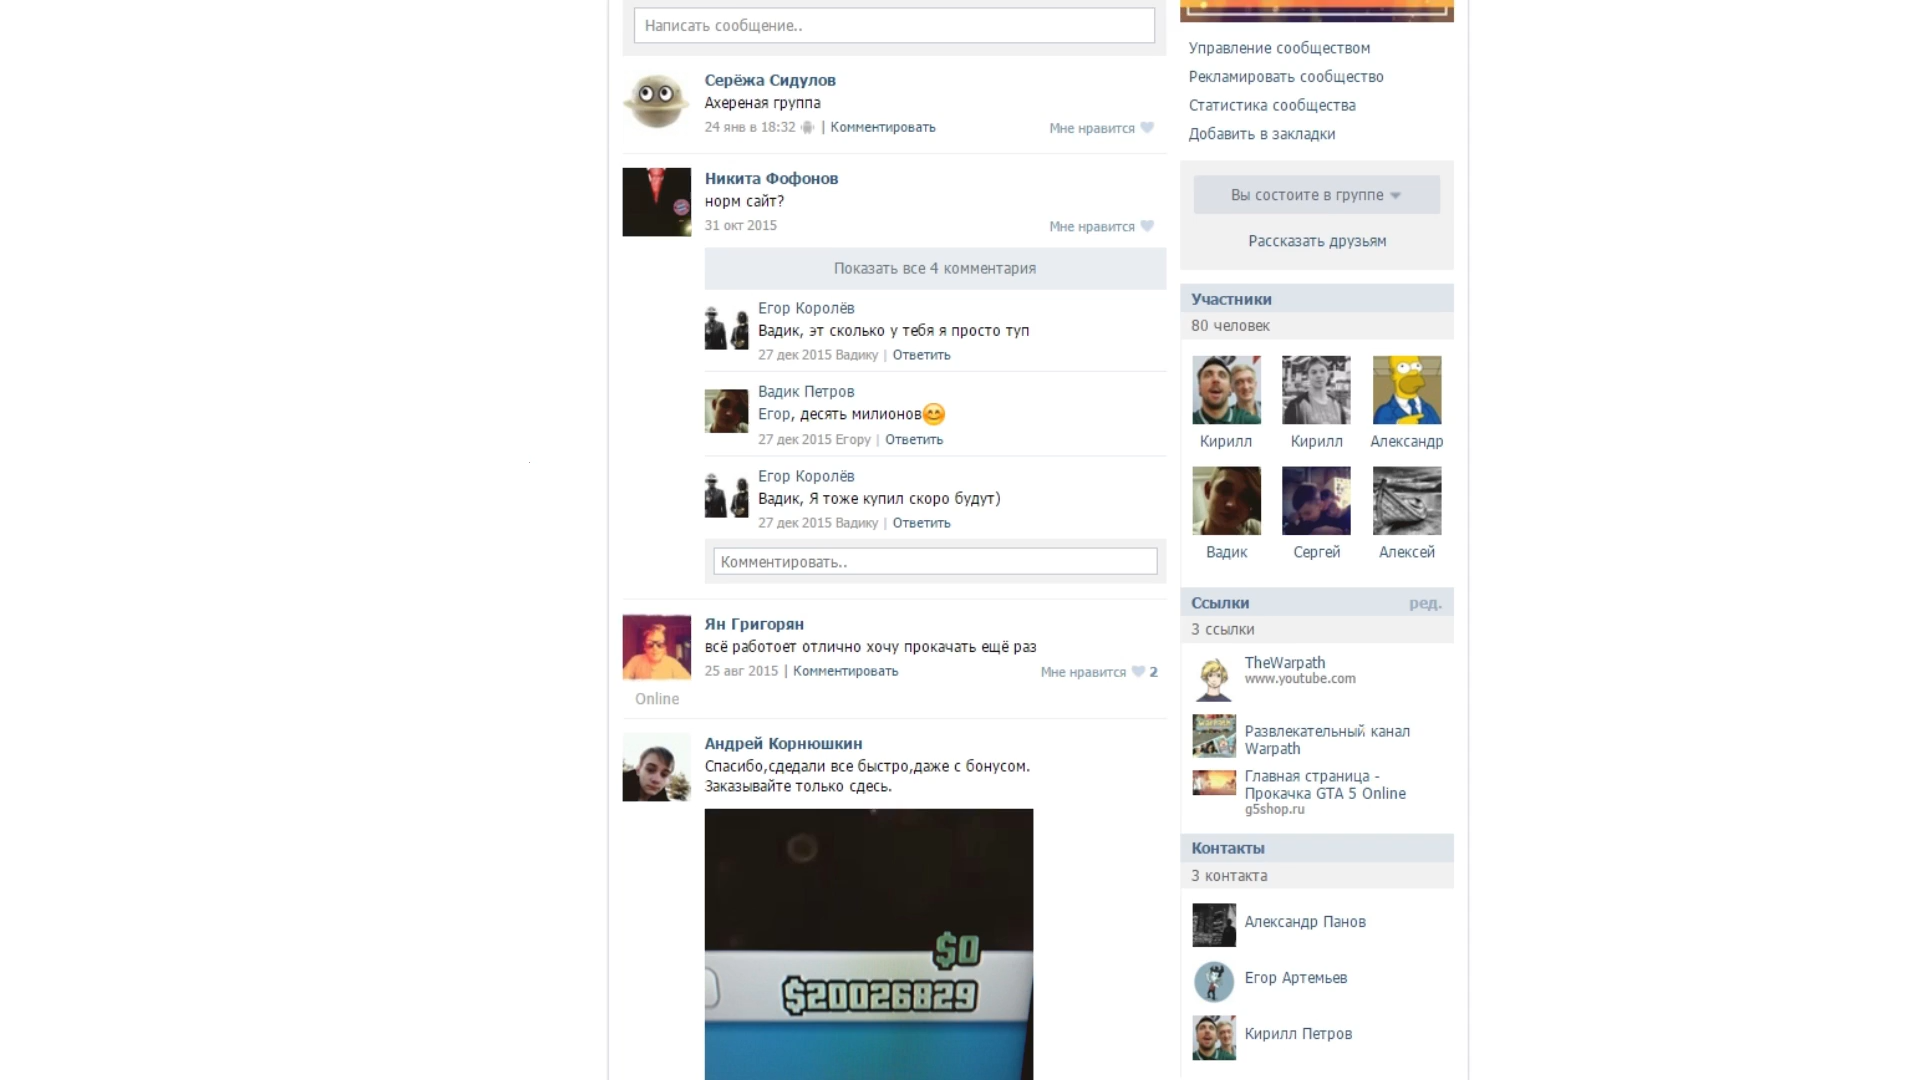 Написать сообщение..
Серёжа Сидулов
Ахереная группа
24 янв в 18:32 | Комментировать
Мне нравится
Никита Фофонов
норм сайт?
31 окт 2015
Мне нравится
Показать все 4 комментария
Егор Королёв
Вадик, эт сколько у тебя я просто туп
27 дек 2015 Вадику | Ответить
Вадик Петров
Егор, десять милионов😊
27 дек 2015 Егору | Ответить
Егор Королёв
Вадик, Я тоже купил скоро будут)
27 дек 2015 Вадику | Ответить
Комментировать..
Ян Григорян
всё работоет отлично хочу прокачать ещё раз
25 авг 2015 | Комментировать
Мне нравится 2
Online
Андрей Корнюшкин
Спасибо,сдедали все быстро,даже с бонусом.
Заказывайте только сдесь.
$0
$20026829
Управление сообществом
Рекламировать сообщество
Статистика сообщества
Добавить в закладки
Вы состоите в группе
Рассказать друзьям
Участники
80 человек
Кирилл
Кирилл
Александр
Вадик
Сергей
Алексей
Ссылки
ред.
3 ссылки
TheWarpath
www.youtube.com
Развлекательный канал
Warpath
Главная страница -
Прокачка GTA 5 Online
g5shop.ru
Контакты
3 контакта
Александр Панов
Егор Артемьев
Кирилл Петров